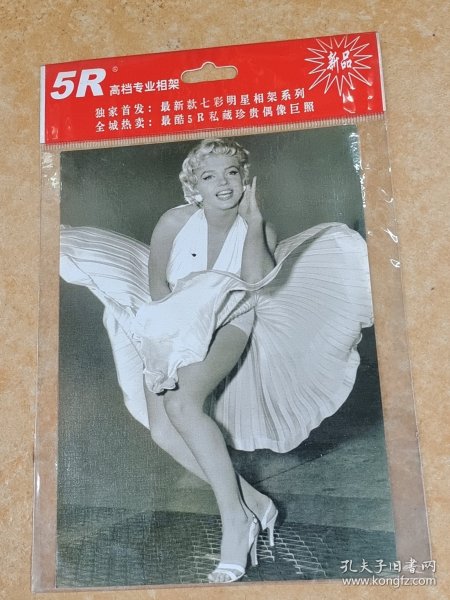 5R® 高档专业相架
新品
独家首发：最新款七彩明星相架系列
全城热卖：最酷5R私藏珍贵偶像巨照
孔夫子旧书网
www.kongfz.com